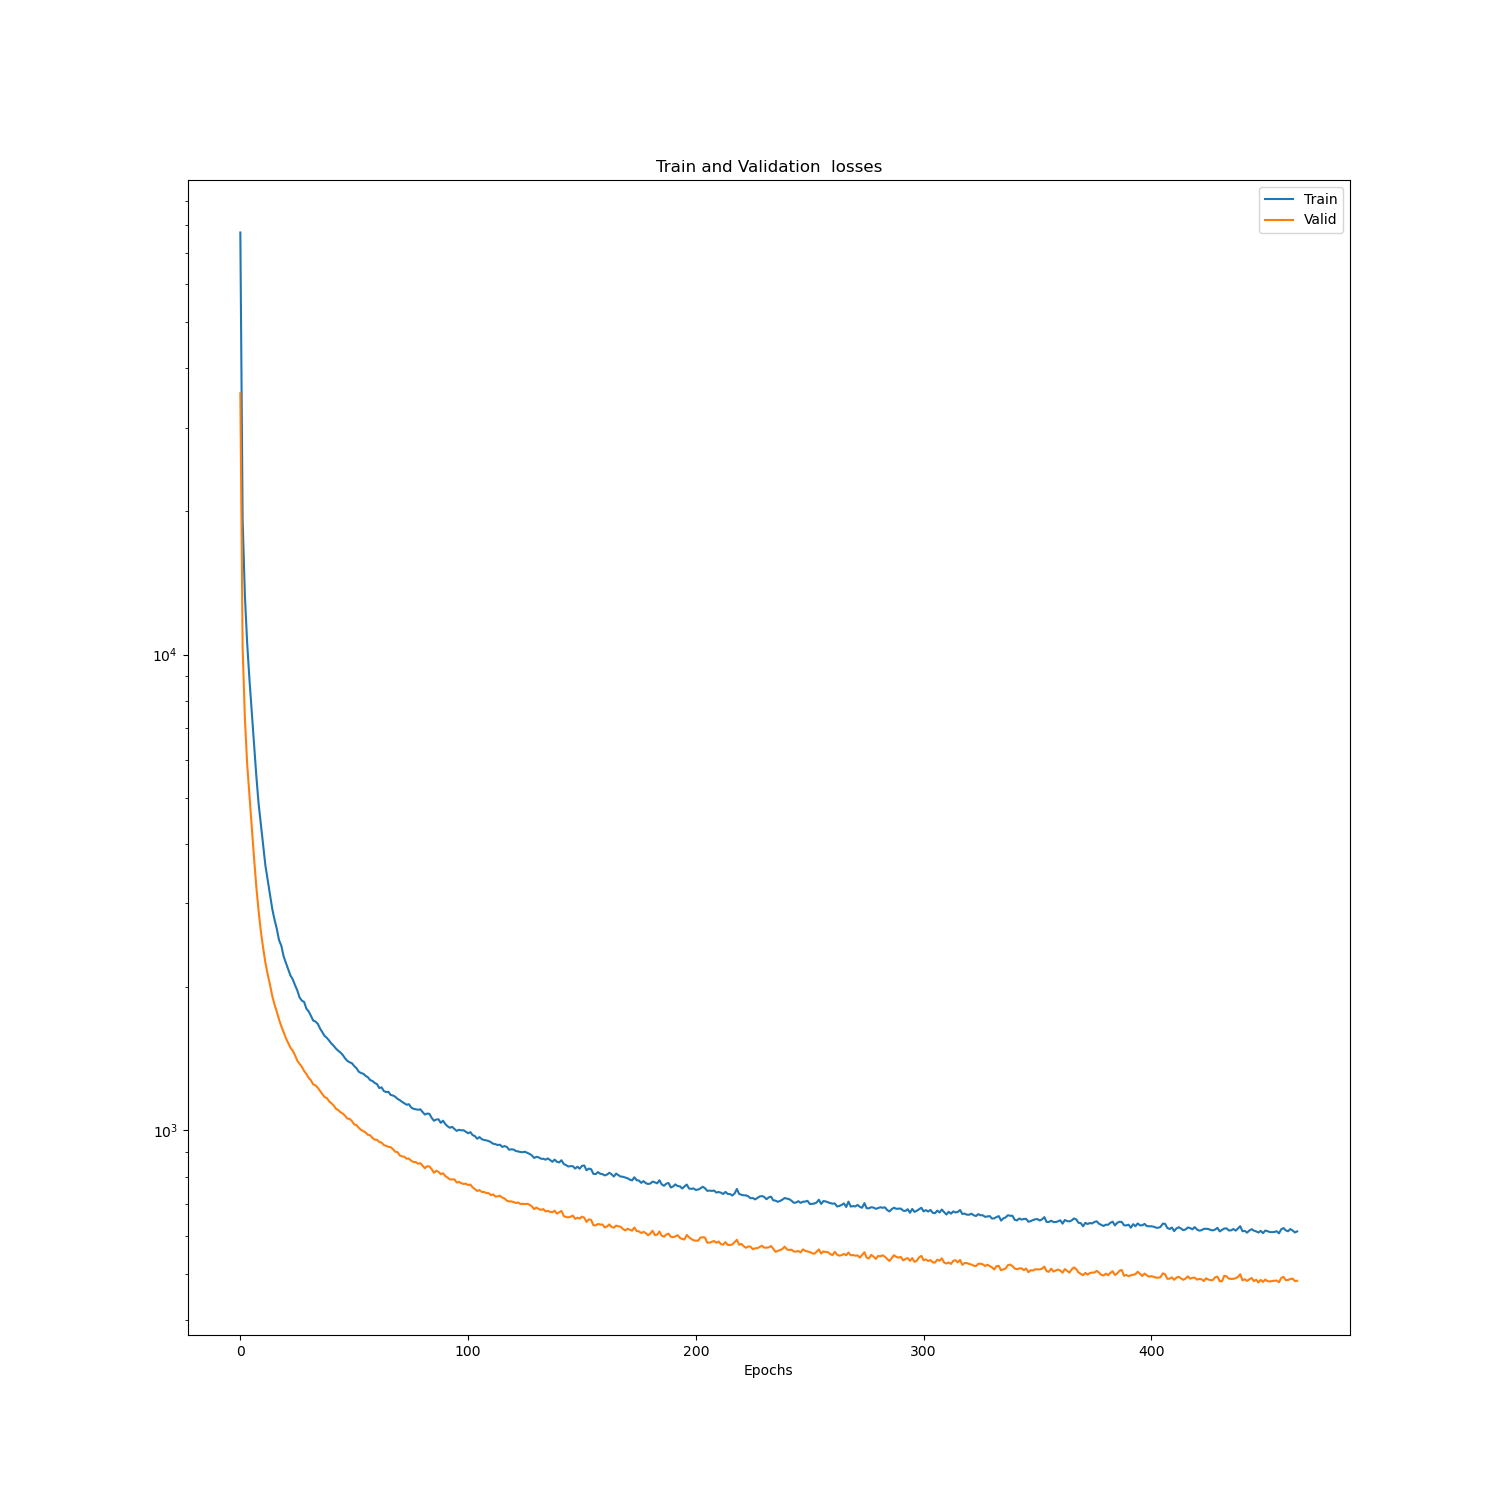 Train and Validation  losses
Train
Valid
10^4
10^3
0 100 200 300 400
Epochs